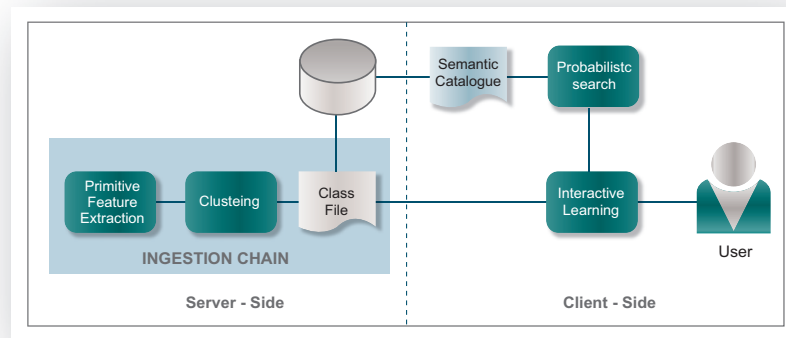 Semantic
Catalogue
Probabilistc
search
Primitive
Feature
Extraction
Clusteing
Class
File
Interactive
Learning
User
INGESTION CHAIN
Server - Side
Client - Side